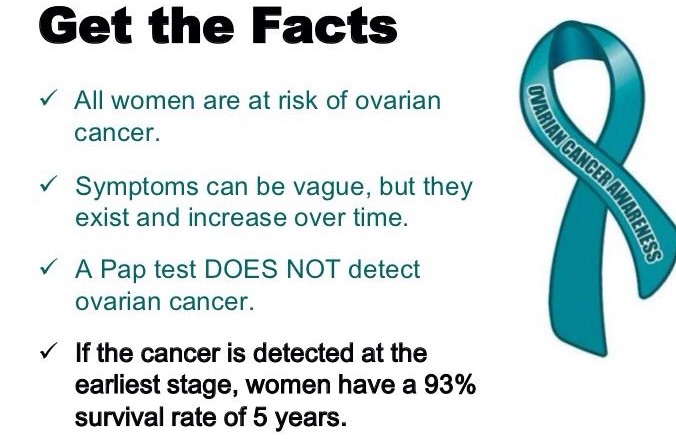 Get the Facts
✓ All women are at risk of ovarian
cancer.
✓ Symptoms can be vague, but they
exist and increase over time.
✓ A Pap test DOES NOT detect
ovarian cancer.
✓ If the cancer is detected at the
earliest stage, women have a 93%
survival rate of 5 years.
OVARIAN CANCER AWARENESS